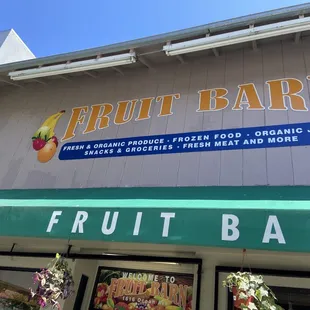 FRUIT BAR
FRESH & ORGANIC PRODUCE · FROZEN FOOD · ORGANIC
SNACKS & GROCERIES · FRESH MEAT AND MORE
FRUIT BA
WELCOME TO
FRUIT BARN